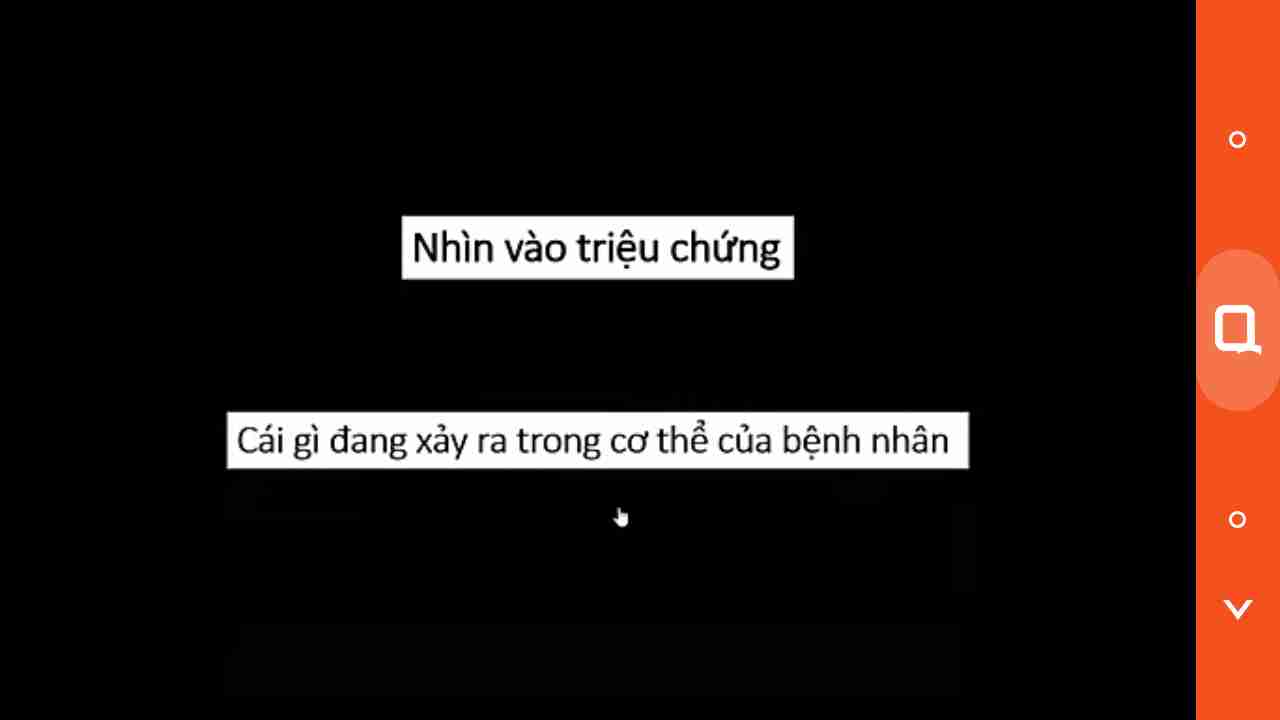 Nhìn vào triệu chứng
Cái gì đang xảy ra trong cơ thể của bệnh nhân